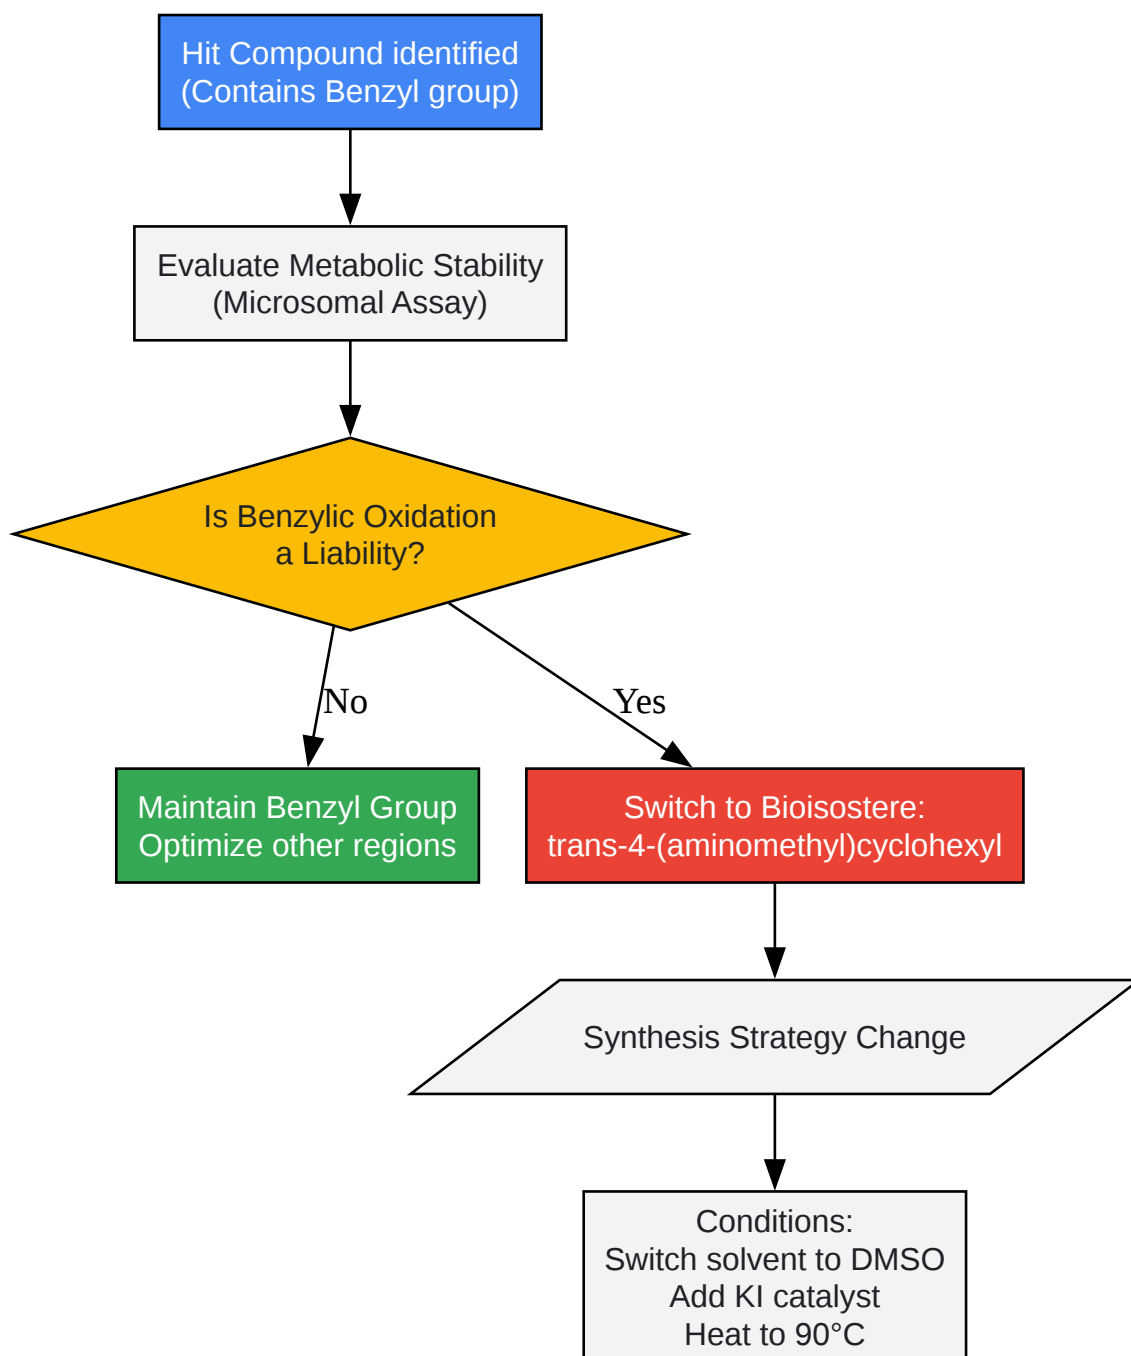 Hit Compound identified
(Contains Benzyl group)
Evaluate Metabolic Stability
(Microsomal Assay)
Is Benzylic Oxidation
a Liability?
No
Yes
Maintain Benzyl Group
Optimize other regions
Switch to Bioisostere:
trans-4-(aminomethyl)cyclohexyl
Synthesis Strategy Change
Conditions:
Switch solvent to DMSO
Add KI catalyst
Heat to 90°C